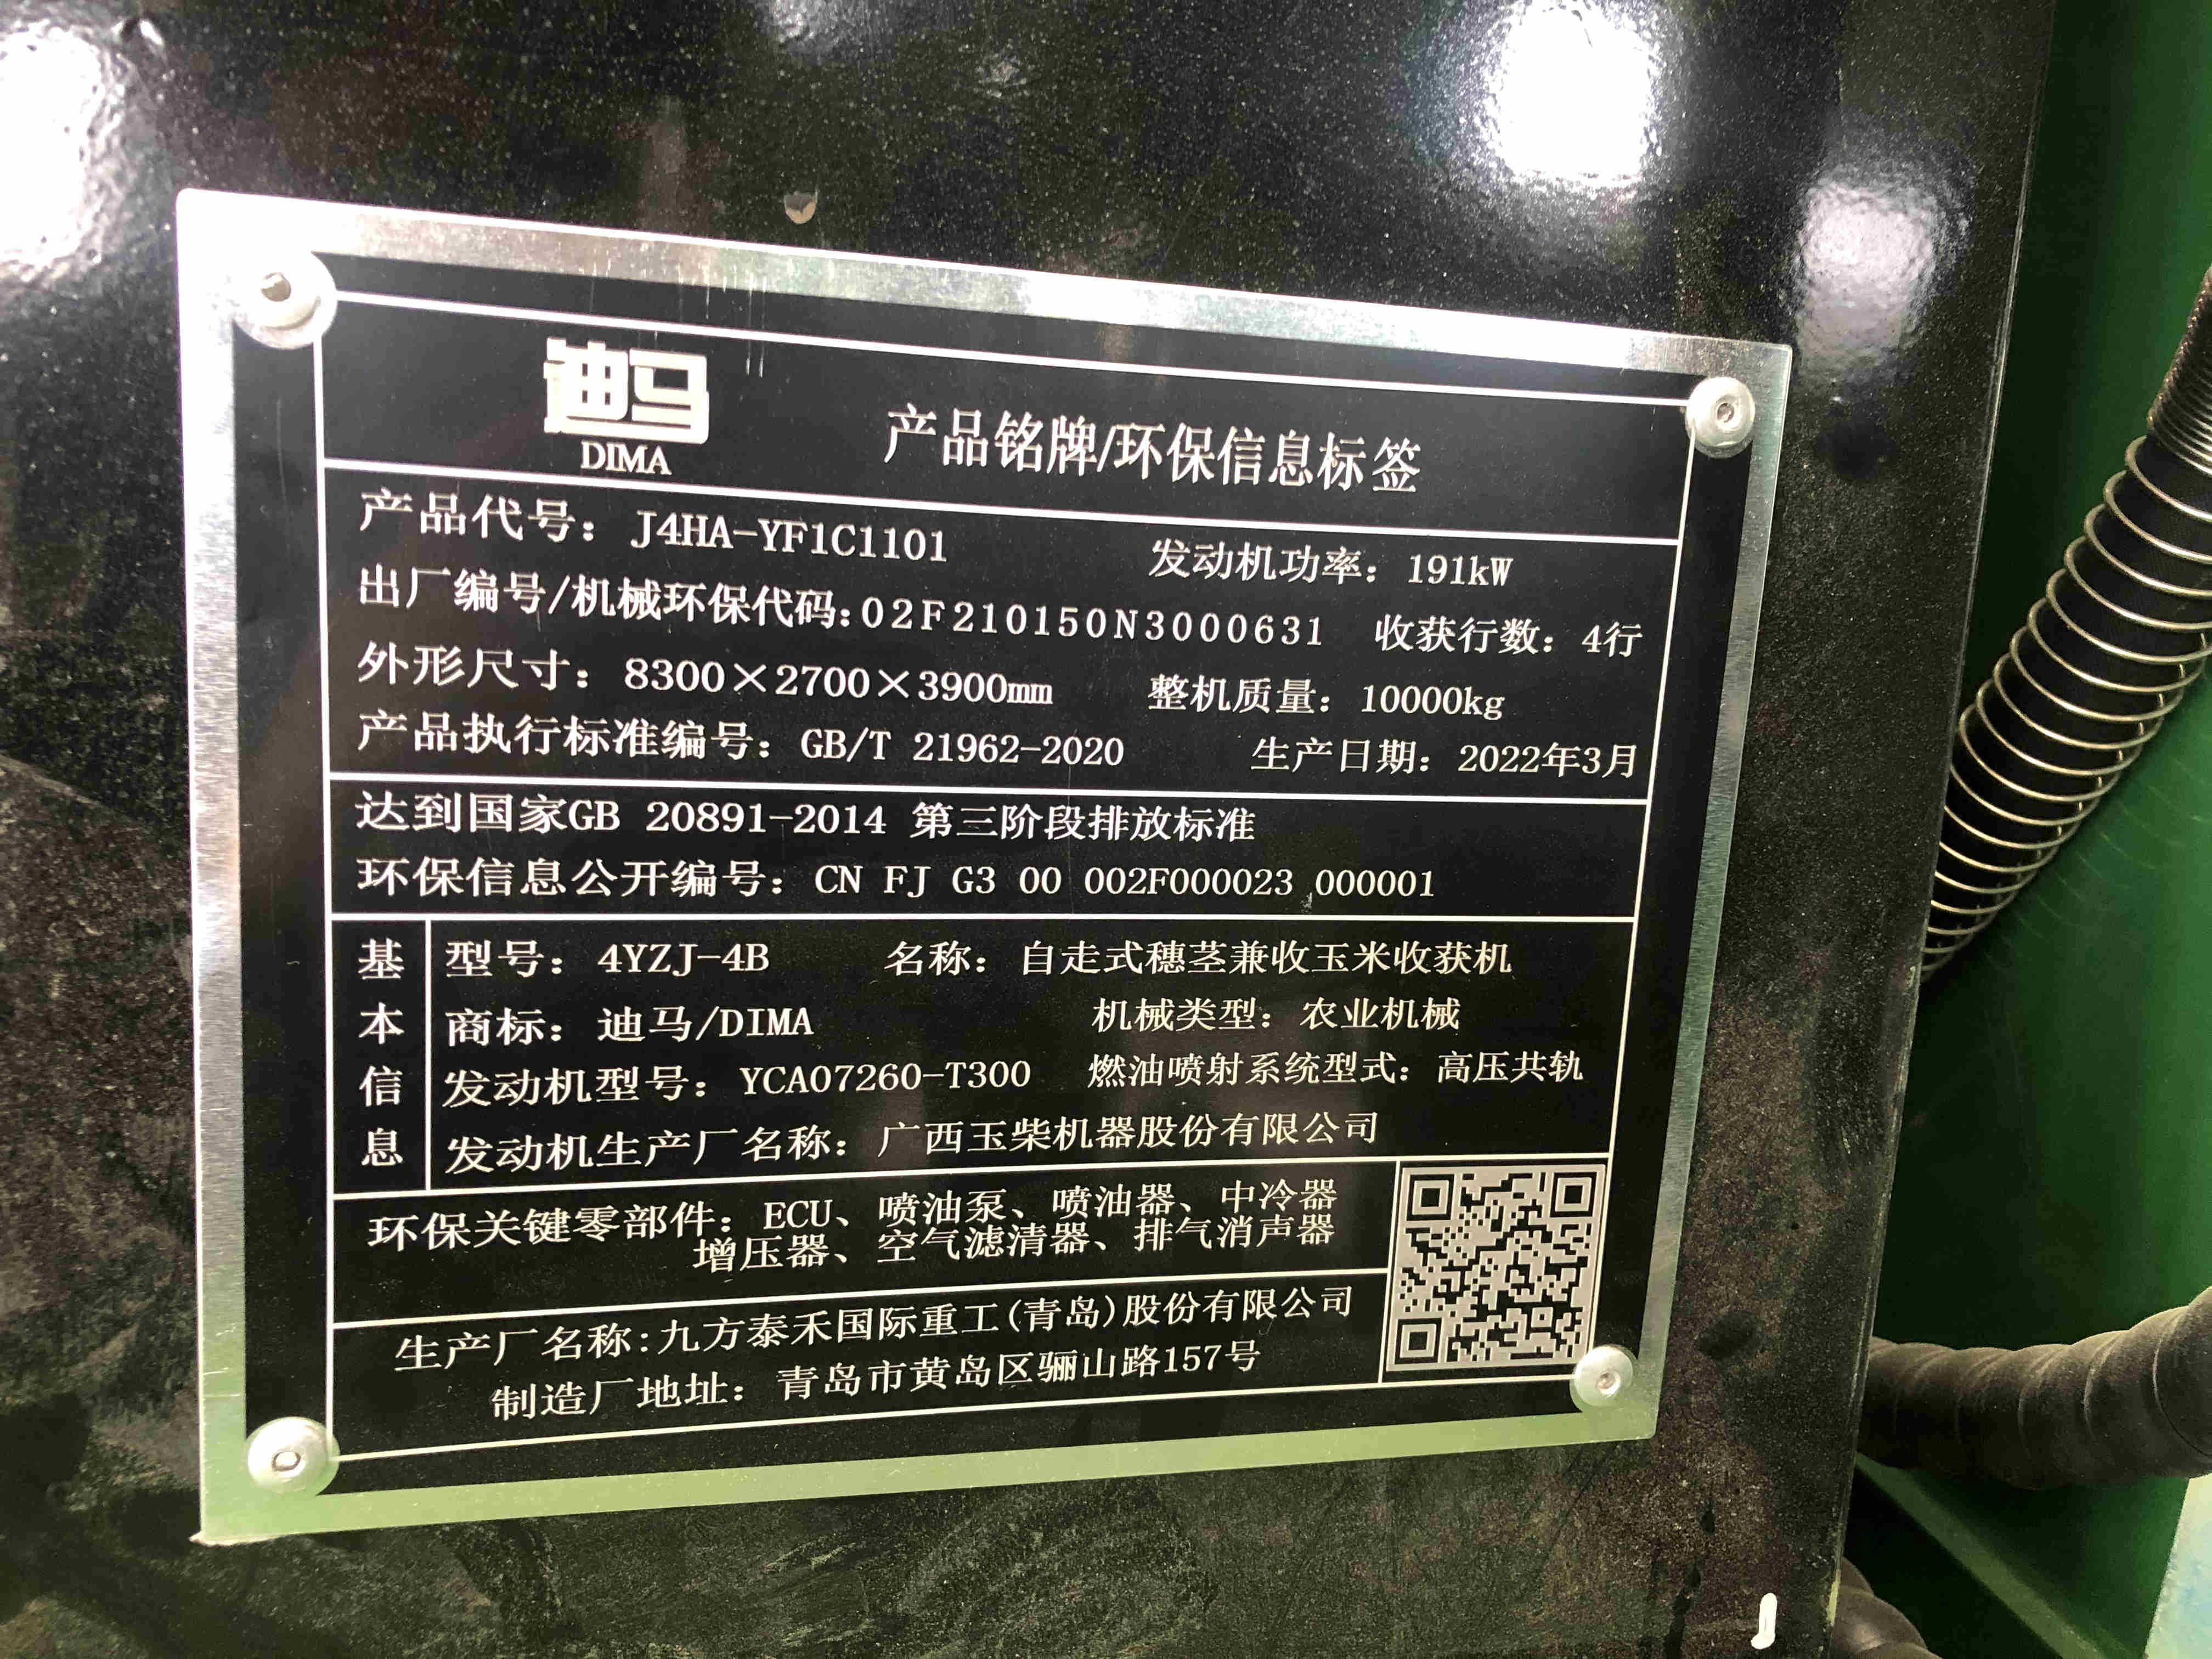 迪马
DIMA
产品铭牌/环保信息标签
产品代号：J4HA-YF1C1101 发动机功率：191kW
出厂编号/机械环保代码：02F210150N3000631 收获行数：4行
外形尺寸：8300×2700×3900mm 整机质量：10000kg
产品执行标准编号：GB/T 21962-2020 生产日期：2022年3月
达到国家GB 20891-2014 第三阶段排放标准
环保信息公开编号：CN FJ G3 00 002F000023 000001
基本信息
型号：4YZJ-4B 名称：自走式穗茎兼收玉米收获机
商标：迪马/DIMA 机械类型：农业机械
发动机型号：YCA07260-T300 燃油喷射系统型式：高压共轨
发动机生产厂名称：广西玉柴机器股份有限公司
环保关键零部件：ECU、喷油泵、喷油器、中冷器
增压器、空气滤清器、排气消声器
生产厂名称：九方泰禾国际重工(青岛)股份有限公司
制造厂地址：青岛市黄岛区骊山路157号